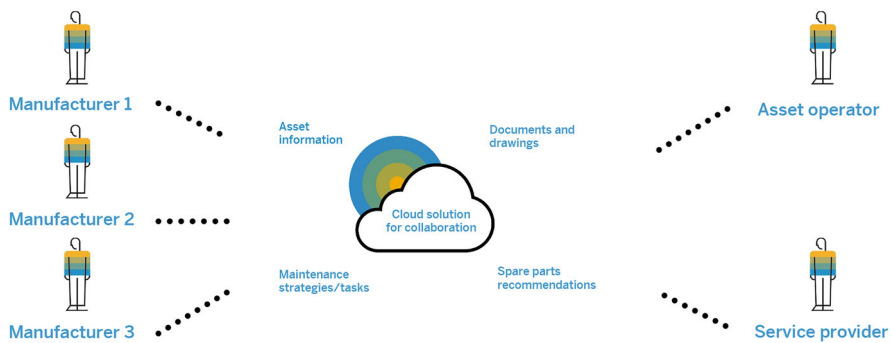 Manufacturer 1
Manufacturer 2
Manufacturer 3
Asset
information
Maintenance
strategies/tasks
Cloud solution
for collaboration
Documents and
drawings
Spare parts
recommendations
Asset operator
Service provider